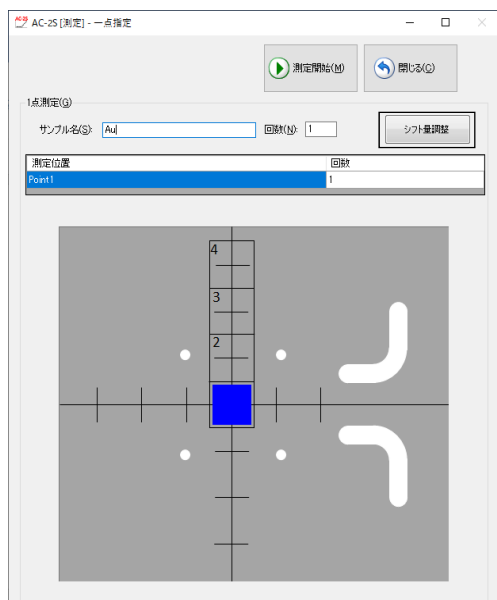 AC-2S [測定] - 一点指定
測定開始(M)
閉じる(C)
1点測定(G)
サンプル名(S): Au
回数(N): 1
シフト量調整
測定位置 回数
Point1 1
4
3
2